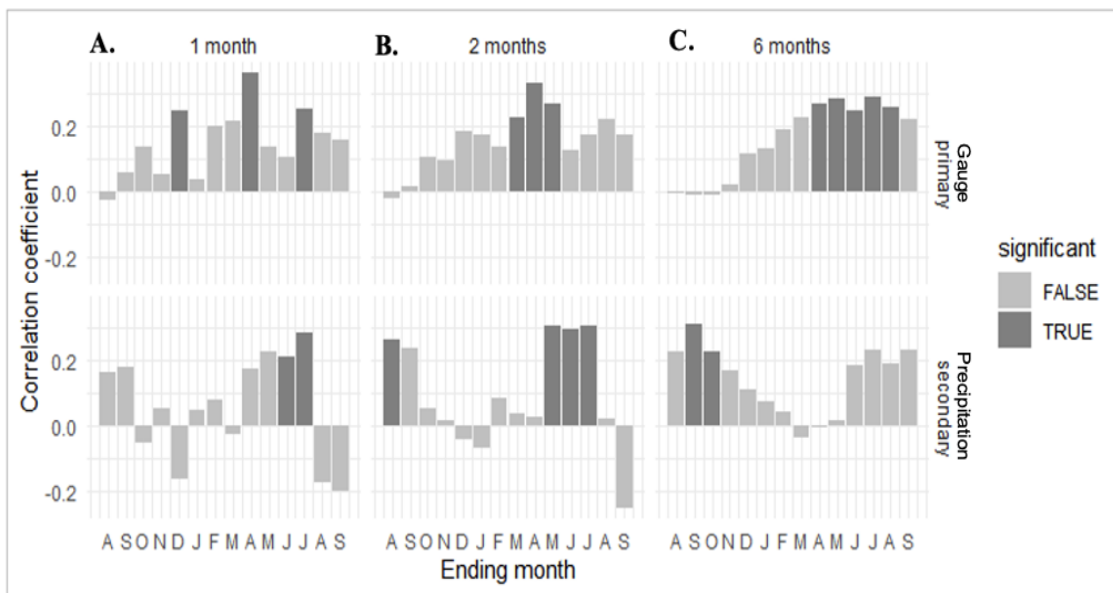 A. 1 month B. 2 months C. 6 months
0.2
0.0
-0.2
Gauge
primary
0.2
0.0
-0.2
Precipitation
secondary
Correlation coefficient
significant
FALSE
TRUE
A S O N D J F M A M J J A S A S O N D J F M A M J J A S A S O N D J F M A M J J A S
Ending month